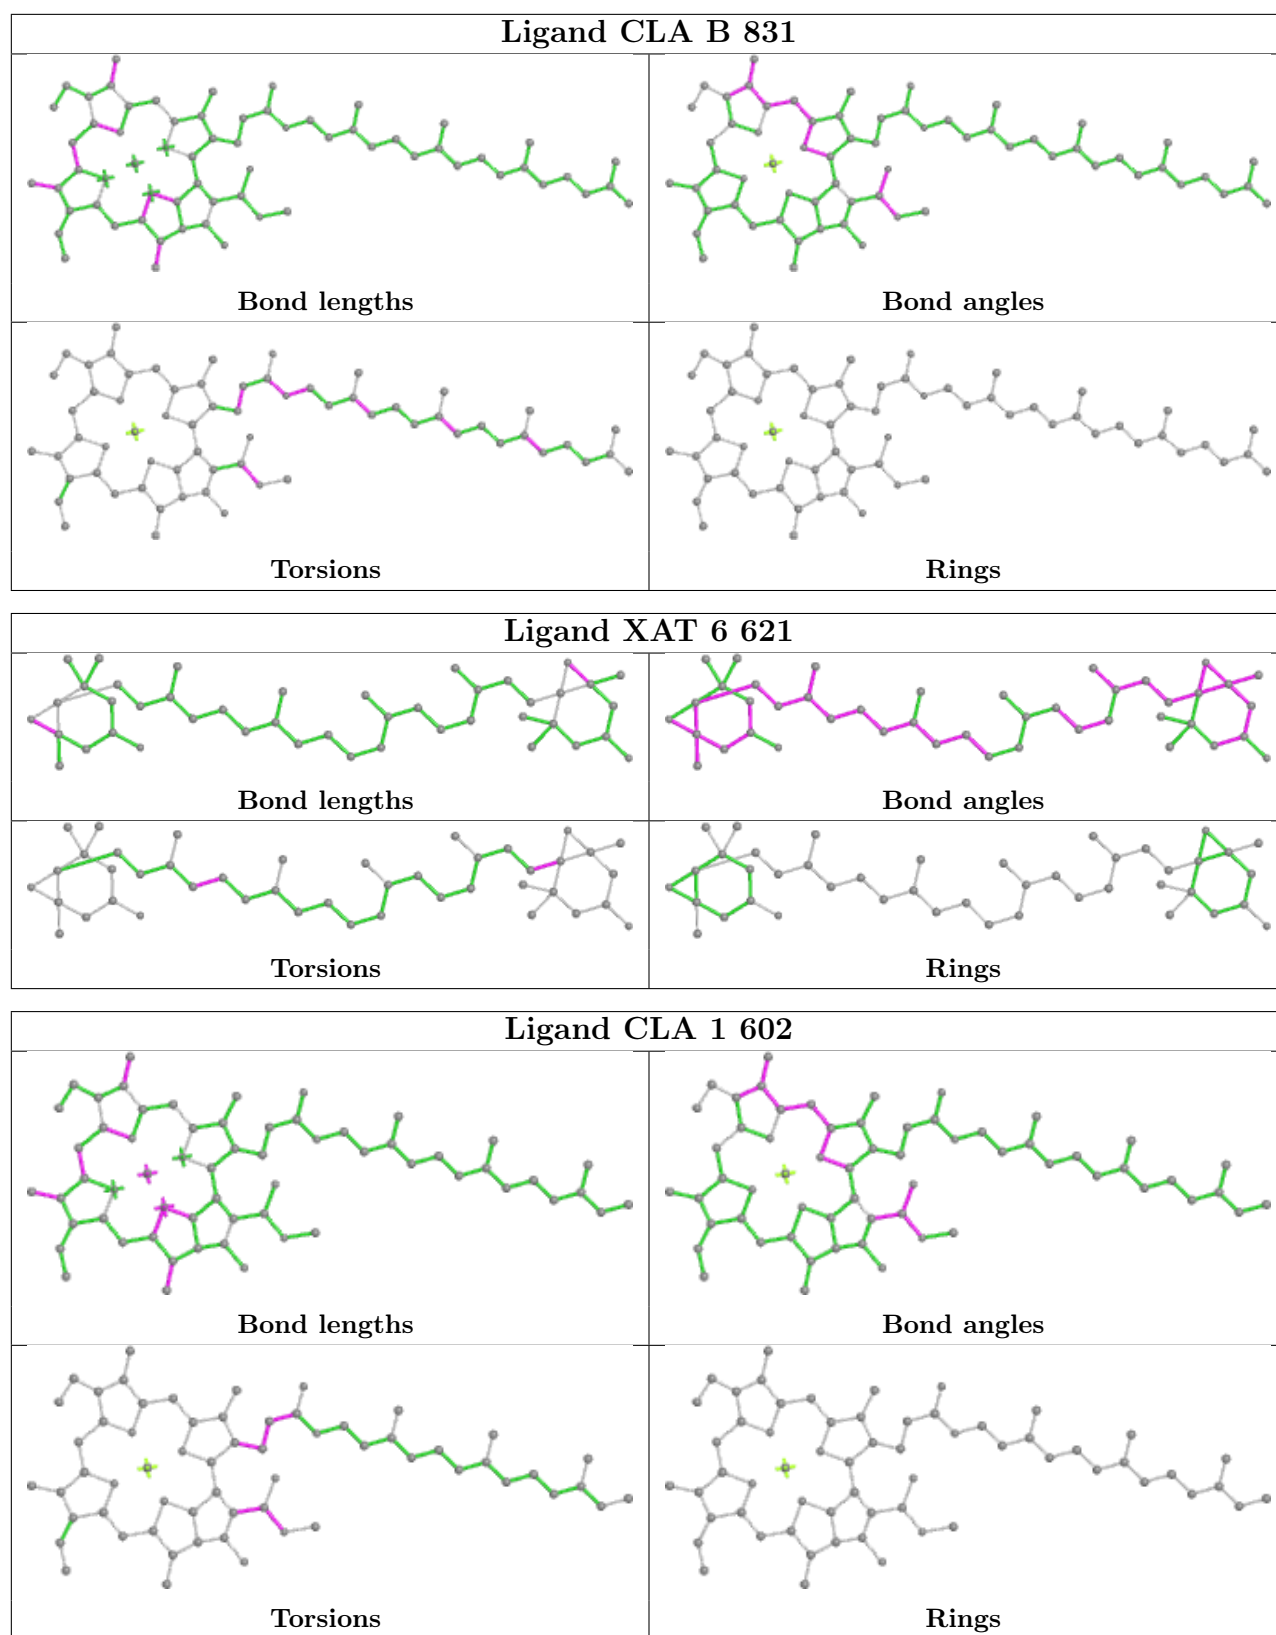 Ligand CLA B 831
Bond lengths
Bond angles
Torsions
Rings
Ligand XAT 6 621
Bond lengths
Bond angles
Torsions
Rings
Ligand CLA 1 602
Bond lengths
Bond angles
Torsions
Rings